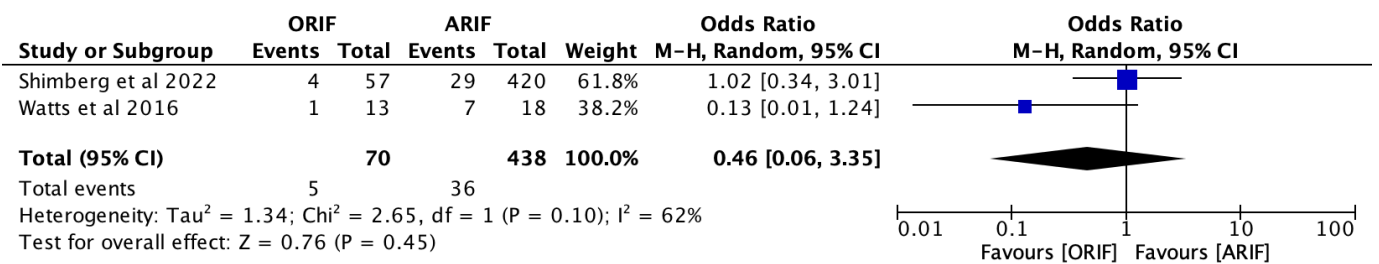 ORIF ARIF Odds Ratio Odds Ratio
Study or Subgroup Events Total Events Total Weight M-H, Random, 95% CI M-H, Random, 95% CI
Shimberg et al 2022 4 57 29 420 61.8% 1.02 [0.34, 3.01]
Watts et al 2016 1 13 7 18 38.2% 0.13 [0.01, 1.24]
Total (95% CI) 70 438 100.0% 0.46 [0.06, 3.35]
Total events 5 36
Heterogeneity: Tau² = 1.34; Chi² = 2.65, df = 1 (P = 0.10); I² = 62%
Test for overall effect: Z = 0.76 (P = 0.45)
0.01 0.1 1 10 100
Favours [ORIF] Favours [ARIF]